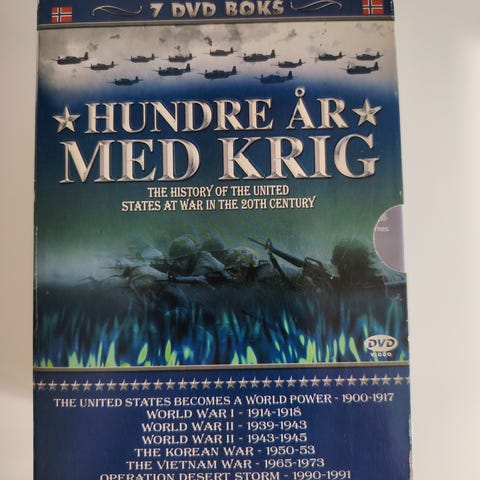 7 DVD BOKS
HUNDRE ÅR
MED KRIG
THE HISTORY OF THE UNITED
STATES AT WAR IN THE 20TH CENTURY
mes
DVD
VIDEO
THE UNITED STATES BECOMES A WORLD POWER - 1900-1917
WORLD WAR I - 1914-1918
WORLD WAR II - 1939-1943
WORLD WAR II - 1943-1945
THE KOREAN WAR - 1950-53
THE VIETNAM WAR - 1965-1973
OPERATION DESERT STORM - 1990-1991